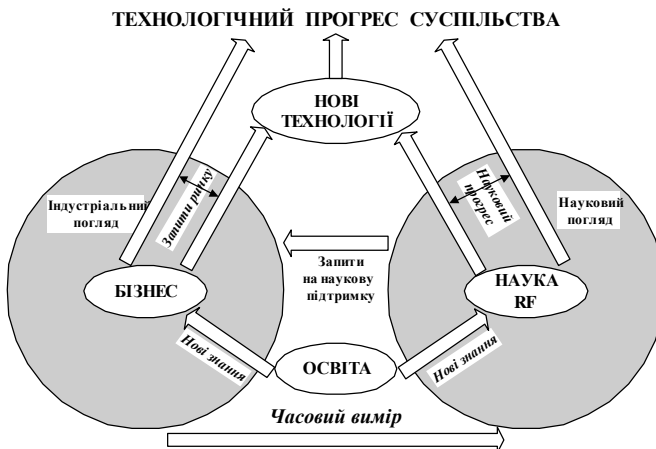 ТЕХНОЛОГІЧНИЙ ПРОГРЕС СУСПІЛЬСТВА
НОВІ
ТЕХНОЛОГІЇ
Індустріальний
погляд
Запити ринку
Науковий
прогрес
Науковий
погляд
Запити
на наукову
підтримку
БІЗНЕС
НАУКА
RF
Нові знання
ОСВІТА
Нові знання
Часовий вимір